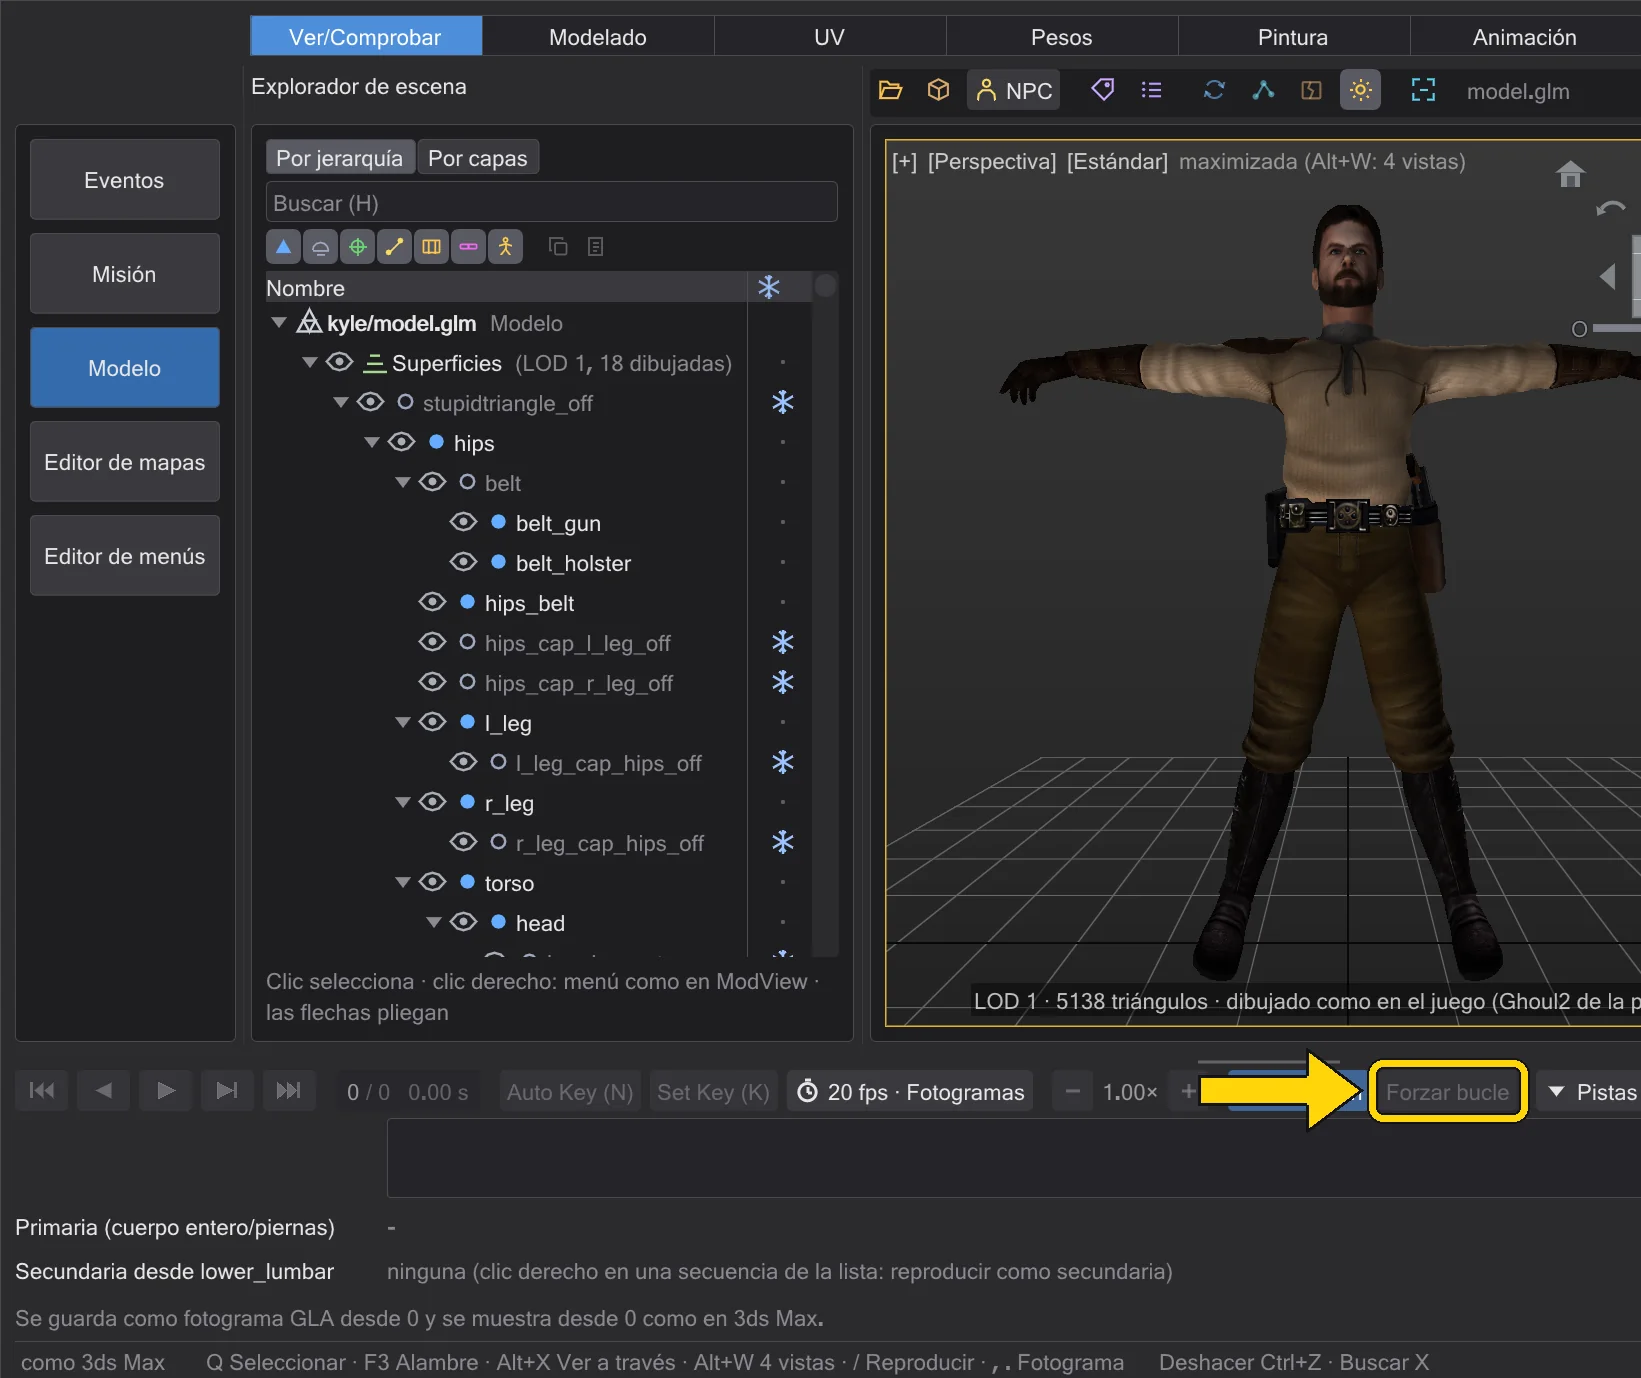 Ver/Comprobar
Modelado
UV
Pesos
Pintura
Animación
Explorador de escena
NPC
model.glm
Eventos
Misión
Modelo
Editor de mapas
Editor de menús
Por jerarquía
Por capas
Buscar (H)
Nombre
kyle/model.glm Modelo
Superficies (LOD 1, 18 dibujadas)
stupidtriangle_off
hips
belt
belt_gun
belt_holster
hips_belt
hips_cap_l_leg_off
hips_cap_r_leg_off
l_leg
l_leg_cap_hips_off
r_leg
r_leg_cap_hips_off
torso
head
Clic selecciona · clic derecho: menú como en ModView ·
las flechas pliegan
[+] [Perspectiva] [Estándar] maximizada (Alt+W: 4 vistas)
LOD 1 · 5138 triángulos · dibujado como en el juego (Ghoul2 de la p
0 / 0 0.00 s
Auto Key (N)
Set Key (K)
20 fps · Fotogramas
− 1.00× +
Forzar bucle
Pistas
Primaria (cuerpo entero/piernas) -
Secundaria desde lower_lumbar ninguna (clic derecho en una secuencia de la lista: reproducir como secundaria)
Se guarda como fotograma GLA desde 0 y se muestra desde 0 como en 3ds Max.
como 3ds Max Q Seleccionar · F3 Alambre · Alt+X Ver a través · Alt+W 4 vistas · / Reproducir · , . Fotograma Deshacer Ctrl+Z · Buscar X